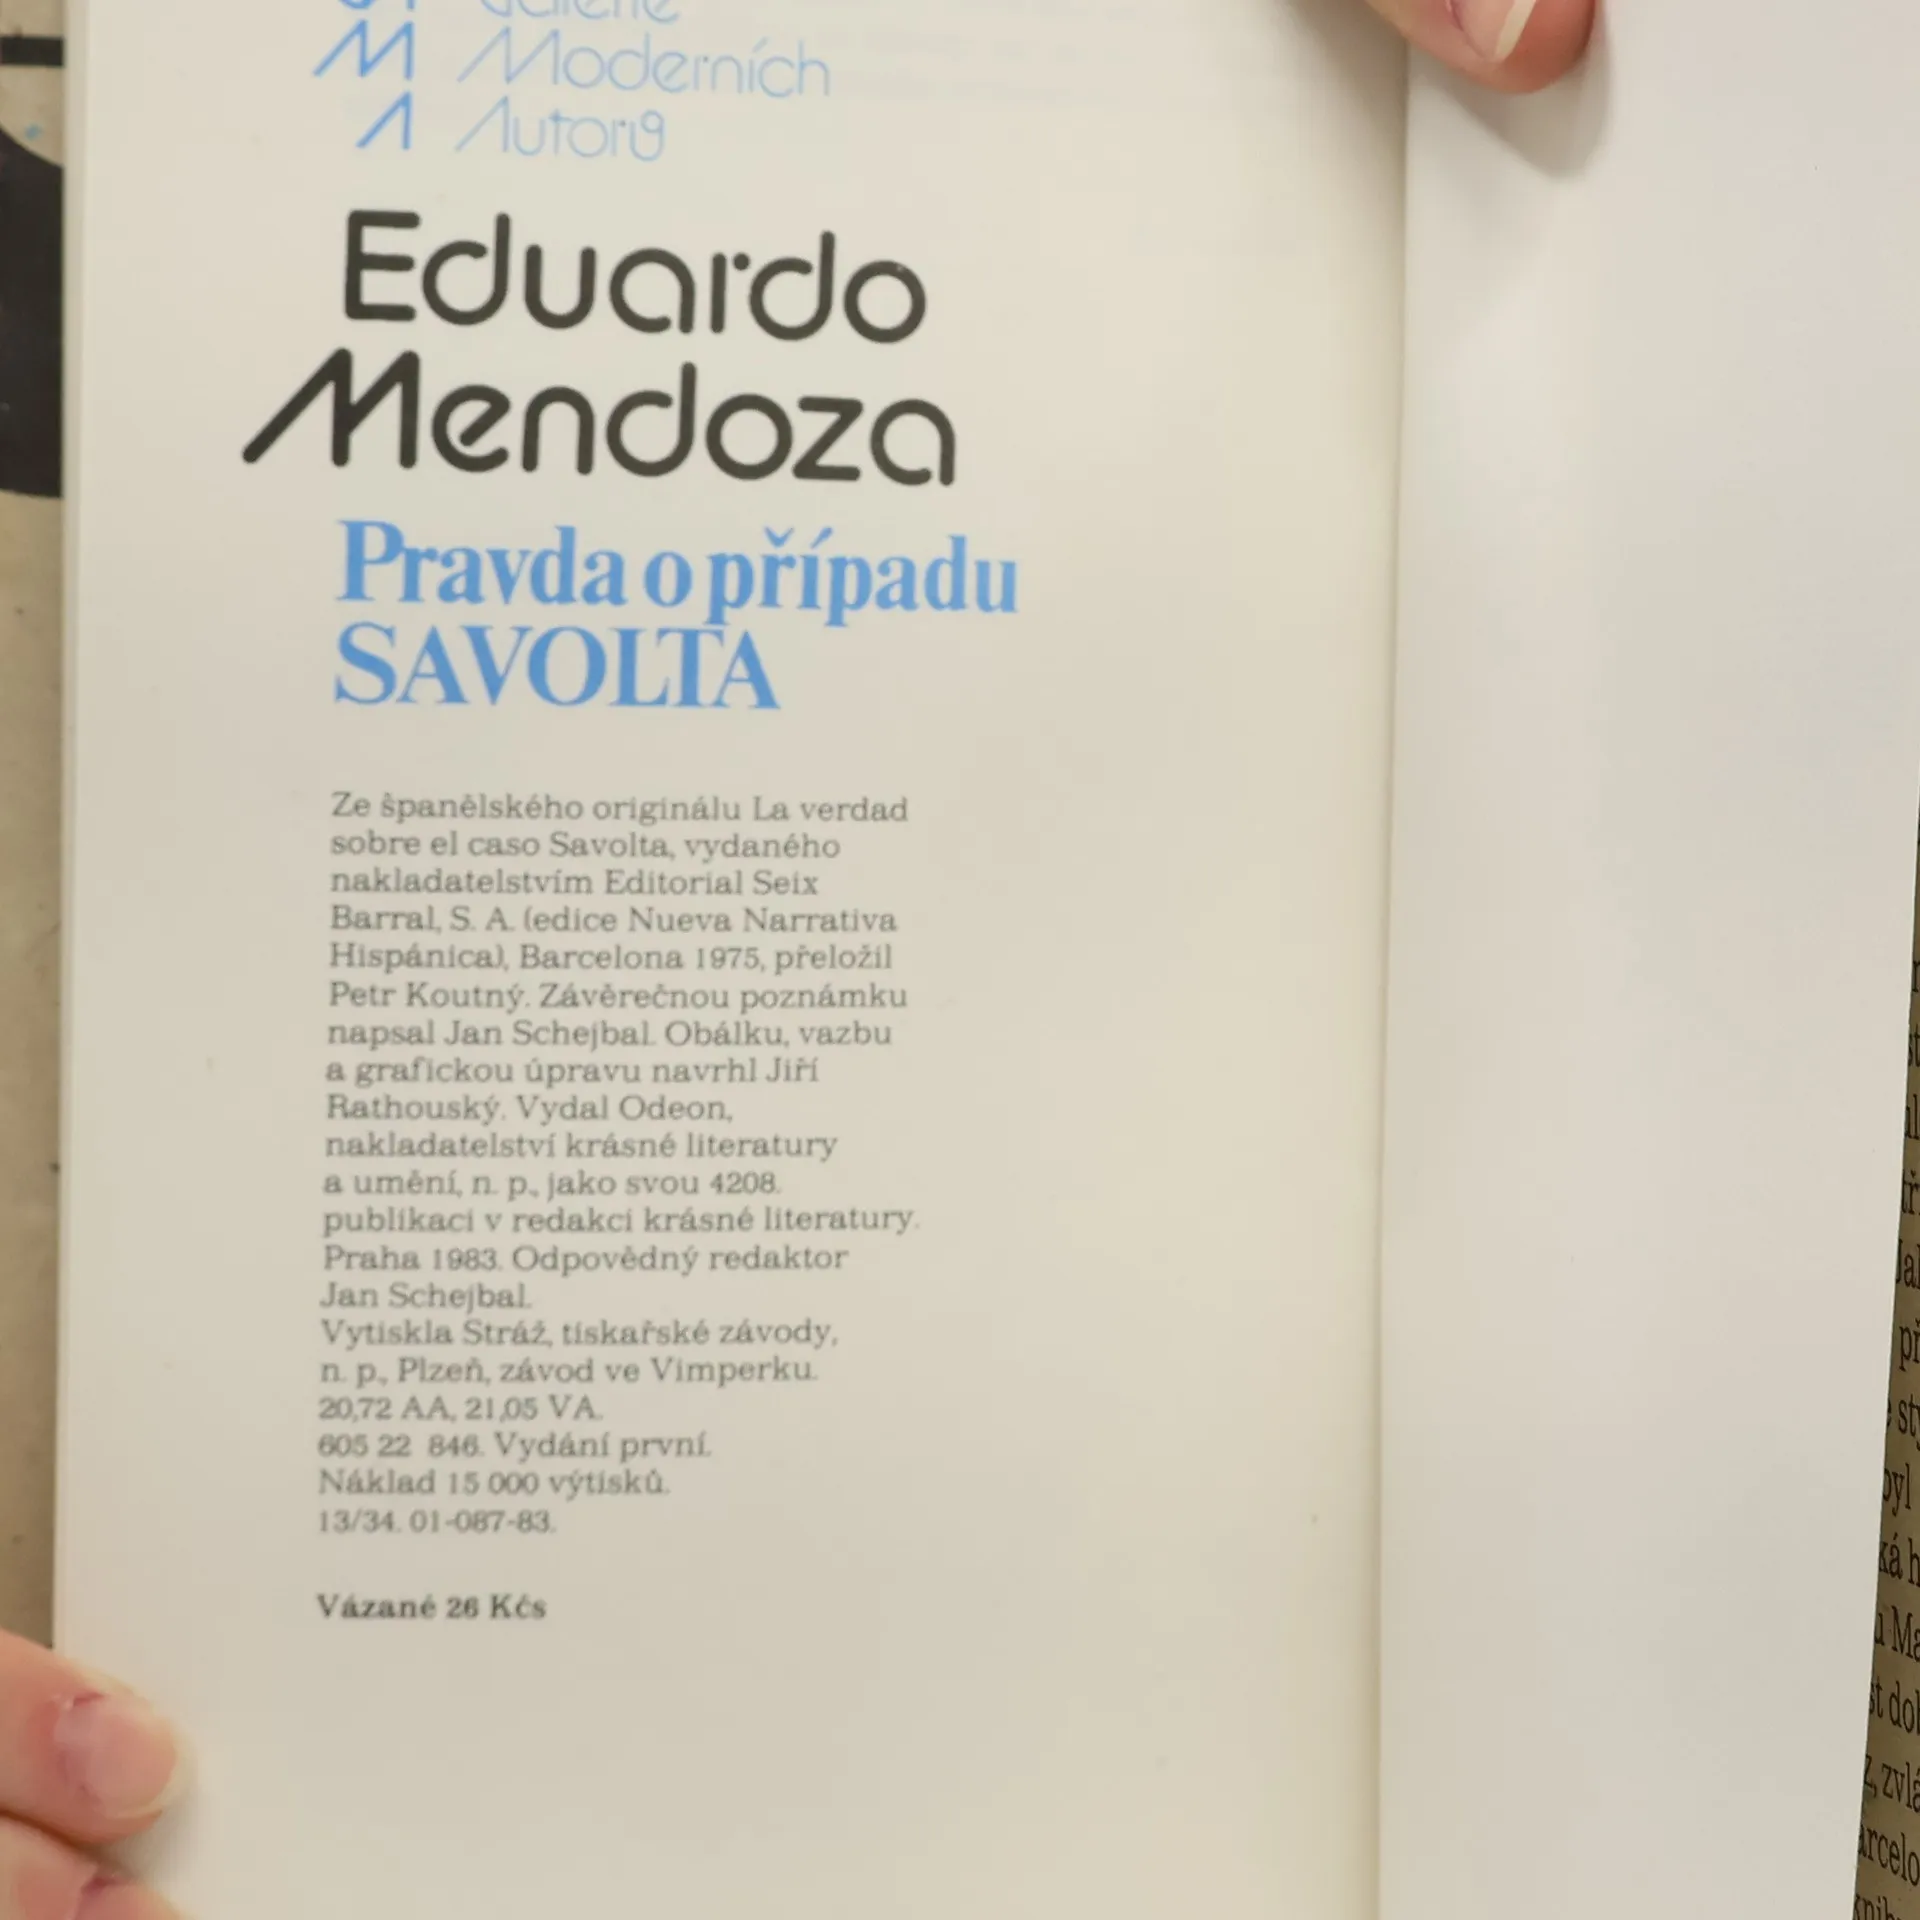 Galerie
M Moderních
A Autorů
Eduardo
Mendoza
Pravda o případu
SAVOLTA
Ze španělského originálu La verdad
sobre el caso Savolta, vydaného
nakladatelstvím Editorial Seix
Barral, S. A. (edice Nueva Narrativa
Hispánica), Barcelona 1975, přeložil
Petr Koutný. Závěrečnou poznámku
napsal Jan Schejbal. Obálku, vazbu
a grafickou úpravu navrhl Jiří
Rathouský. Vydal Odeon,
nakladatelství krásné literatury
a umění, n. p., jako svou 4208.
publikaci v redakci krásné literatury.
Praha 1983. Odpovědný redaktor
Jan Schejbal.
Vytiskla Stráž, tiskařské závody,
n. p., Plzeň, závod ve Vimperku.
20,72 AA, 21,05 VA.
605 22 846. Vydání první.
Náklad 15 000 výtisků.
13/34. 01-087-83.
Vázané 26 Kčs